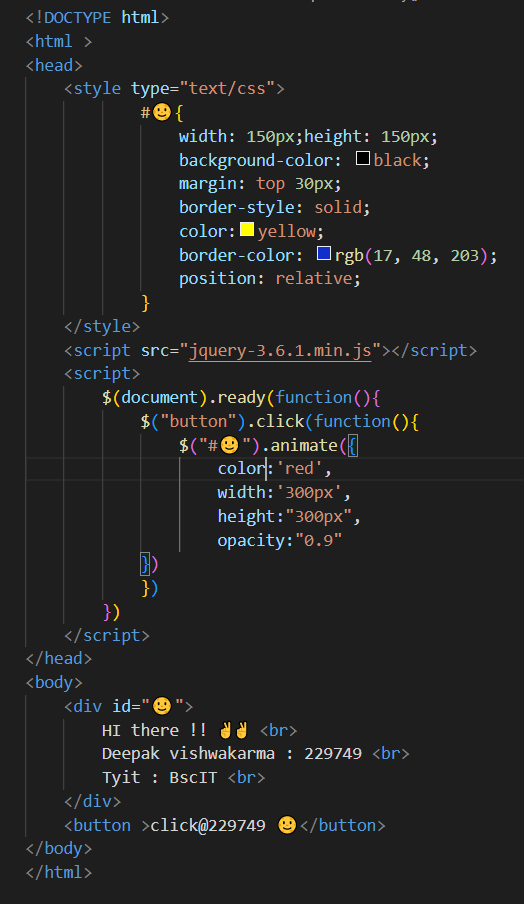 <!DOCTYPE html>
<html >
<head>
    <style type="text/css">
            #🙂{
                width: 150px;height: 150px;
                background-color: black;
                margin: top 30px;
                border-style: solid;
                color:yellow;
                border-color: rgb(17, 48, 203);
                position: relative;
            }
    </style>
    <script src="jquery-3.6.1.min.js"></script>
    <script>
        $(document).ready(function(){
            $("button").click(function(){
                $("#🙂").animate({
                    color:'red',
                    width:'300px',
                    height:"300px",
                    opacity:"0.9"
            })
            })
        })
    </script>
</head>
<body>
    <div id="🙂">
        HI there !! ✌✌ <br>
        Deepak vishwakarma : 229749 <br>
        Tyit : BscIT <br>
    </div>
    <button >click@229749 🙂</button>
</body>
</html>